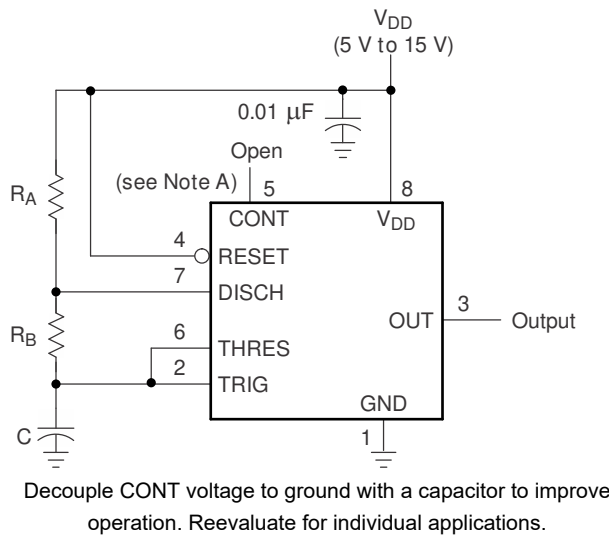 V_DD
(5 V to 15 V)
0.01 μF
Open
(see Note A)
5
8
CONT
V_DD
R_A
4
RESET
7
DISCH
3
OUT
Output
R_B
6
THRES
2
TRIG
GND
C
1
Decouple CONT voltage to ground with a capacitor to improve
operation. Reevaluate for individual applications.